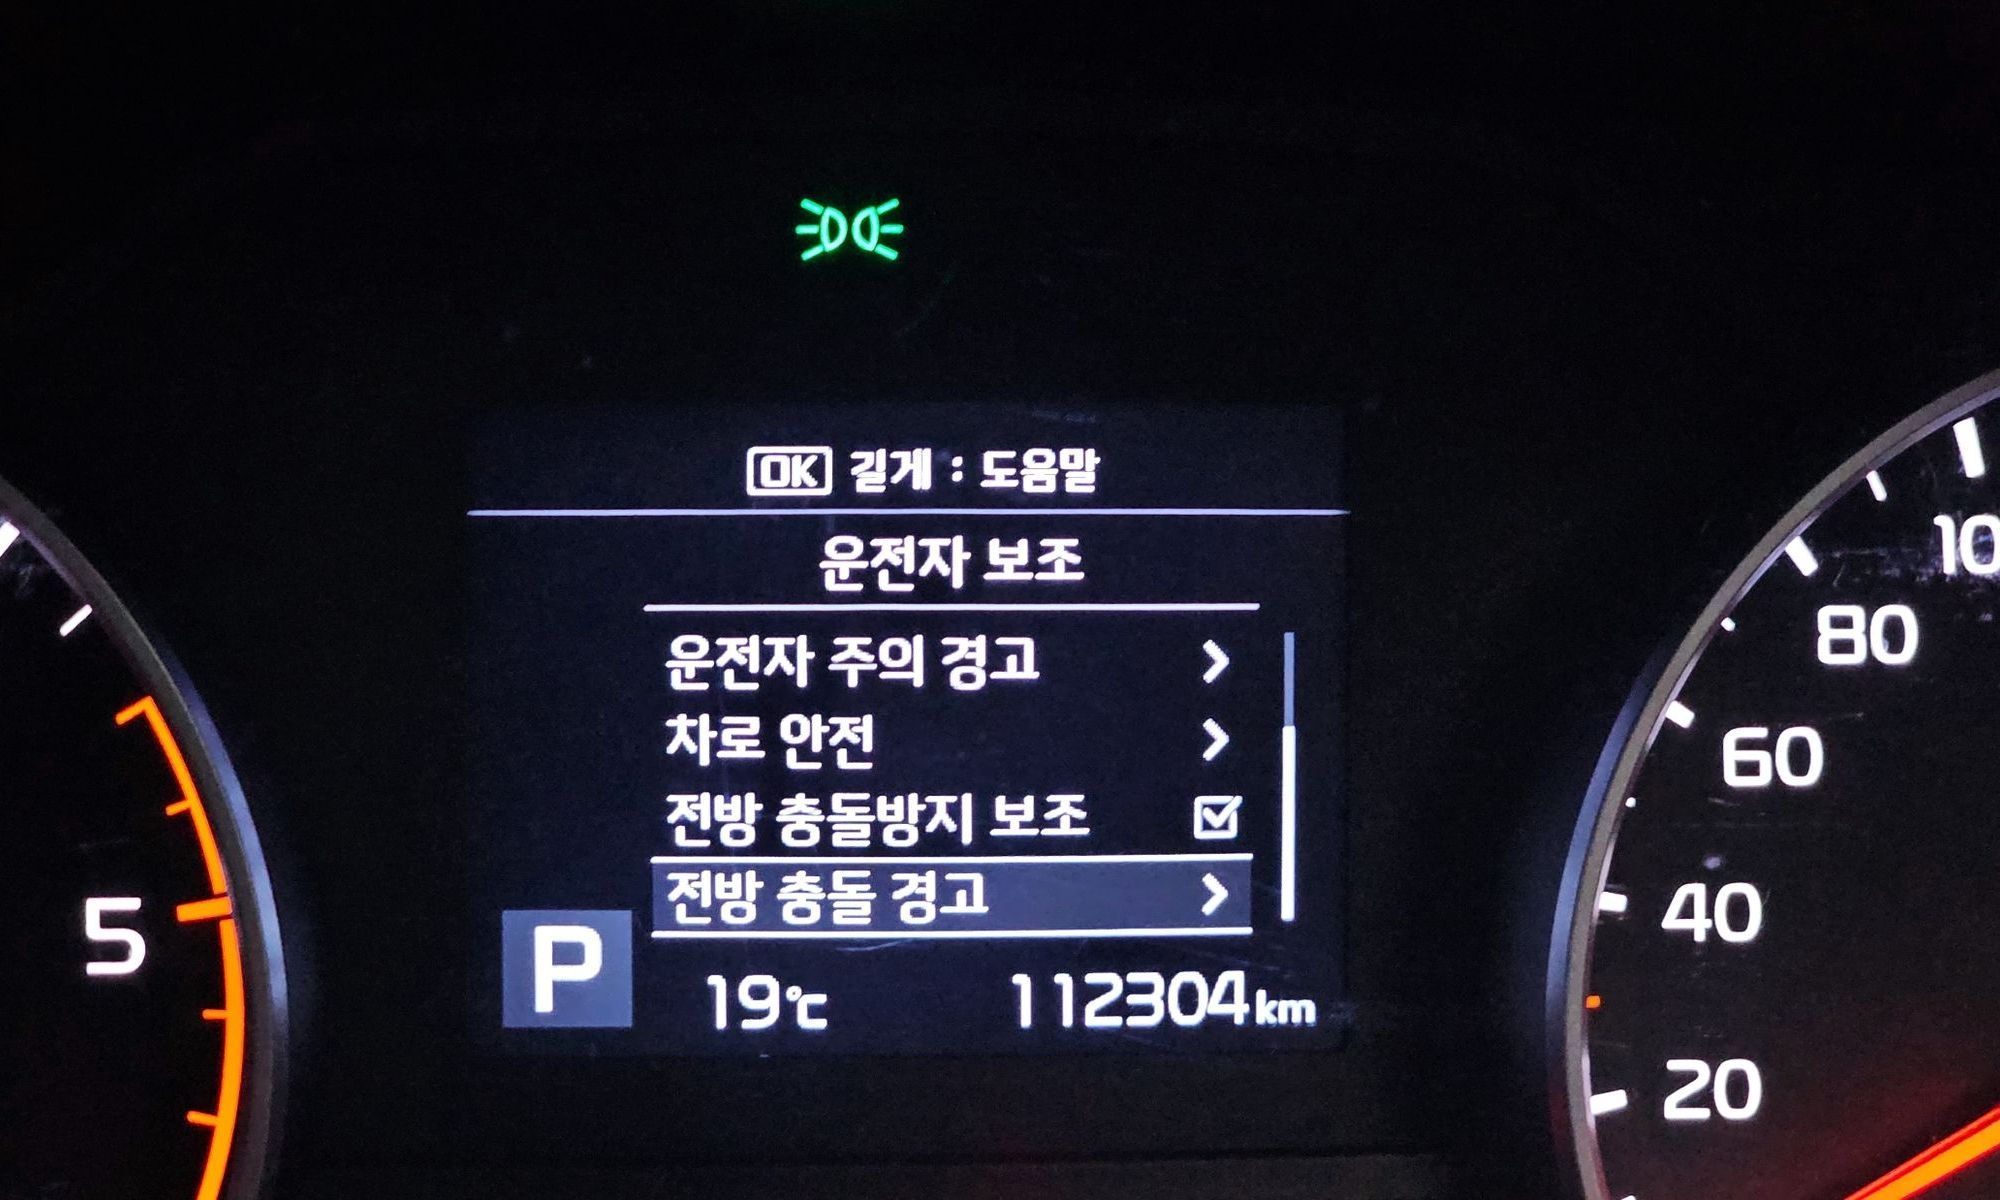 OK 길게 : 도움말
운전자 보조
운전자 주의 경고
차로 안전
전방 충돌방지 보조
전방 충돌 경고
P
19℃ 112304km
5
10
80
60
40
20